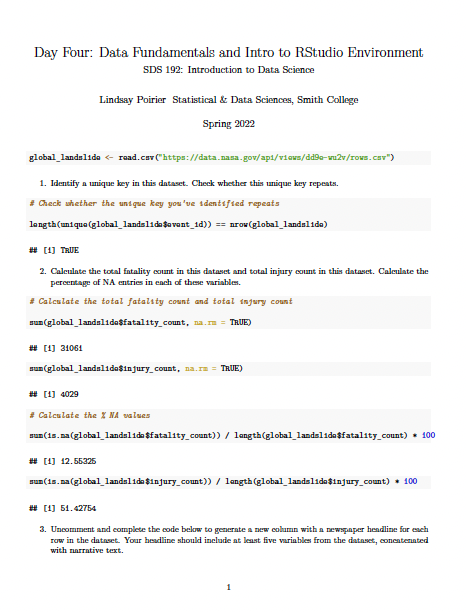 Day Four: Data Fundamentals and Intro to RStudio Environment
SDS 192: Introduction to Data Science
Lindsay Poirier Statistical & Data Sciences, Smith College
Spring 2022
global_landslide <- read.csv("https://data.nasa.gov/api/views/dd9e-wu2v/rows.csv")
1. Identify a unique key in this dataset. Check whether this unique key repeats.
# Check whether the unique key you've identified repeats
length(unique(global_landslide$event_id)) == nrow(global_landslide)
## [1] TRUE
2. Calculate the total fatality count in this dataset and total injury count in this dataset. Calculate the
percentage of NA entries in each of these variables.
# Calculate the total fatality count and total injury count
sum(global_landslide$fatality_count, na.rm = TRUE)
## [1] 31061
sum(global_landslide$injury_count, na.rm = TRUE)
## [1] 4029
# Calculate the % NA values
sum(is.na(global_landslide$fatality_count)) / length(global_landslide$fatality_count) * 100
## [1] 12.55325
sum(is.na(global_landslide$injury_count)) / length(global_landslide$injury_count) * 100
## [1] 51.42754
3. Uncomment and complete the code below to generate a new column with a newspaper headline for each
row in the dataset. Your headline should include at least five variables from the dataset, concatenated
with narrative text.
1